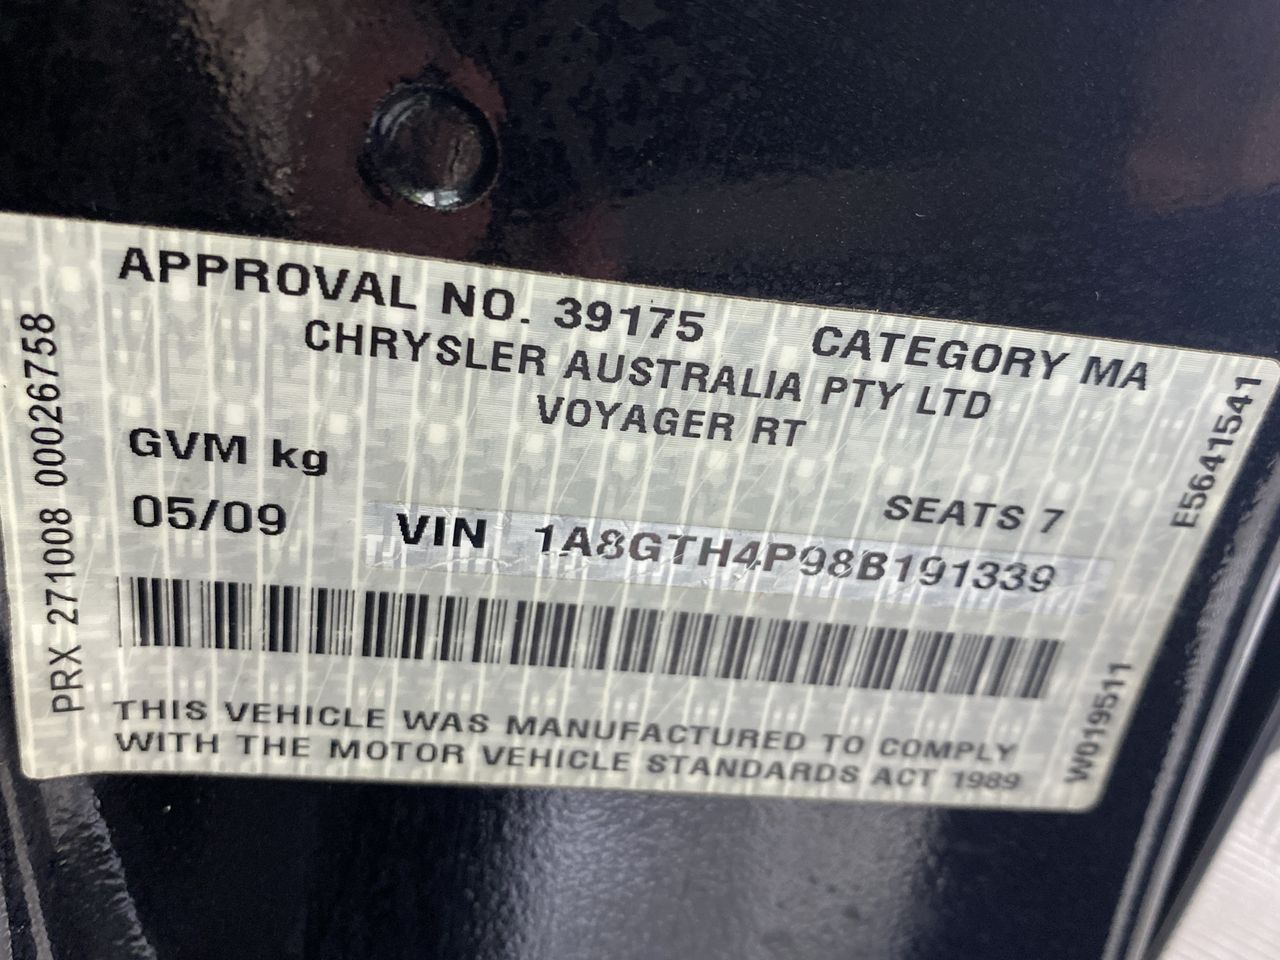 APPROVAL NO. 39175 CATEGORY MA
CHRYSLER AUSTRALIA PTY LTD
VOYAGER RT
GVM kg
SEATS 7
05/09 VIN 1A8GTH4P98B191339
THIS VEHICLE WAS MANUFACTURED TO COMPLY
WITH THE MOTOR VEHICLE STANDARDS ACT 1989
PRX 271008 00026758
E5641541
W019511